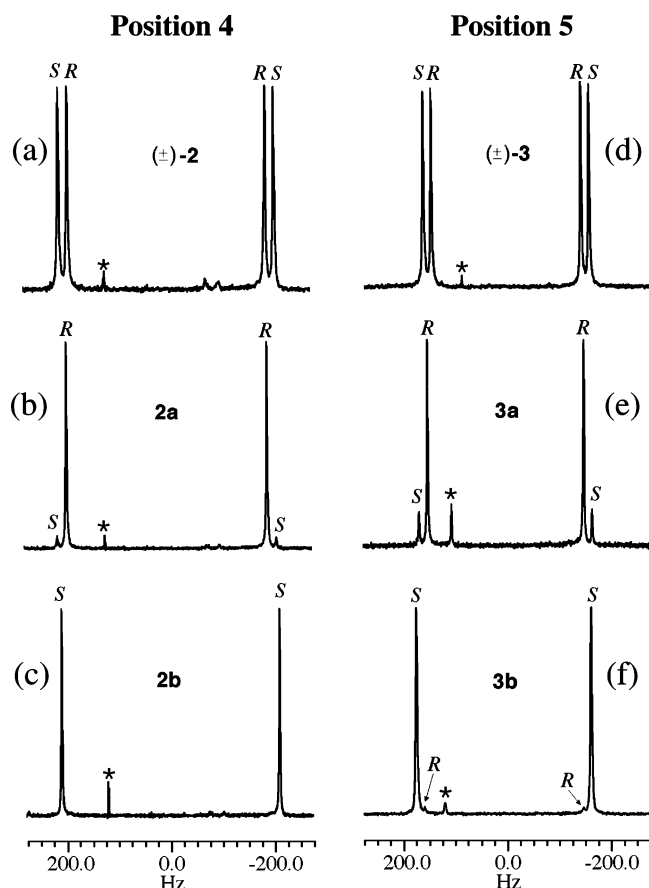 Position 4 Position 5
S R R S R R S
S
(a) (±)-2 (±)-3 (d)
* *
R R R R
(b) 2a 3a (e)
S * S S * S
S S S S
(c) 2b 3b (f)
* R * R
200.0 0.0 -200.0 200.0 0.0 -200.0
Hz Hz